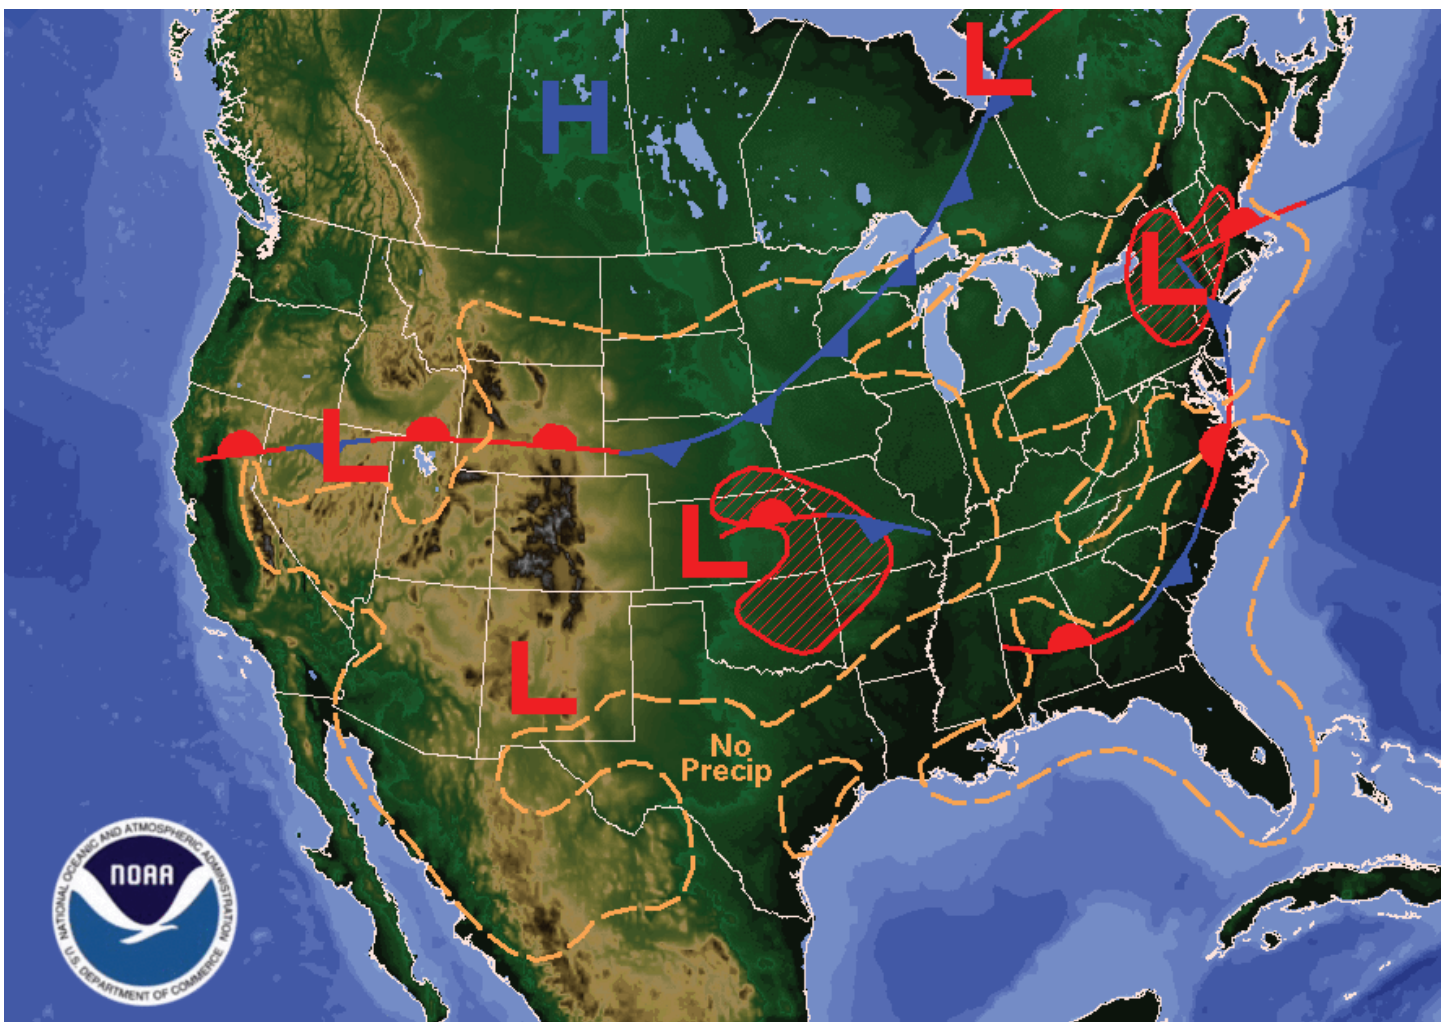 L
H
L
L
L
L
No
Precip
NATIONAL OCEANIC AND ATMOSPHERIC ADMINISTRATION
NOAA
U.S. DEPARTMENT OF COMMERCE